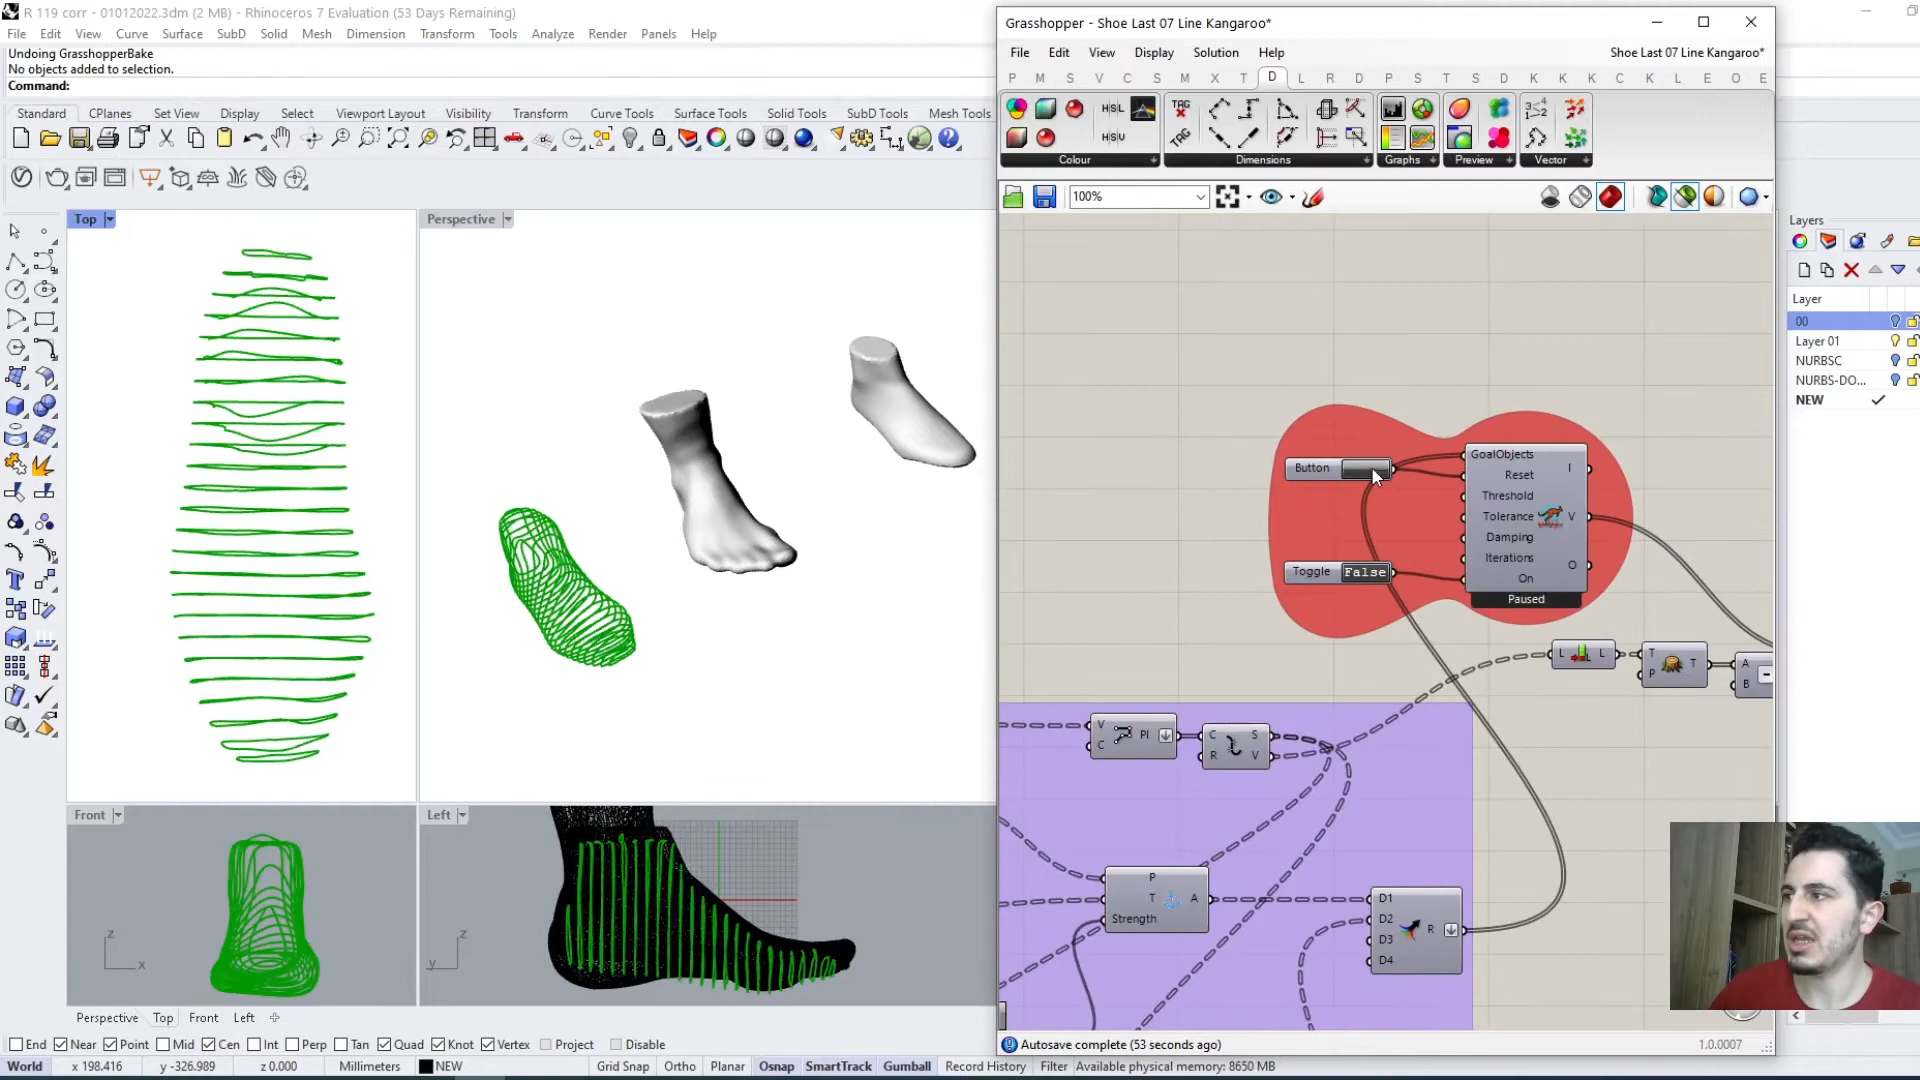 R 119 corr - 01012022.3dm (2 MB) - Rhinoceros 7 Evaluation (53 Days Remaining)
File Edit View Curve Surface SubD Solid Mesh Dimension Transform Tools Analyze Render Panels Help
Undoing GrasshopperBake
No objects added to selection.
Command:
Standard CPlanes Set View Display Select Viewport Layout Visibility Transform Curve Tools Surface Tools Solid Tools SubD Tools Mesh Tools
Top
Perspective
Front
Left
z
x
z
y
Perspective Top Front Left
End Near Point Mid Cen Int Perp Tan Quad Knot Vertex Project Disable
World x 198.416 y -326.989 z 0.000 Millimeters NEW Grid Snap Ortho Planar Osnap SmartTrack Gumball Record History Filter Available physical memory: 8650 MB
Grasshopper - Shoe Last 07 Line Kangaroo*
File Edit View Display Solution Help Shoe Last 07 Line Kangaroo*
P M S V C S M X T D L R D P S T S D K K K C K L E O E
HSL
HSV
TAG
TAG
Colour Dimensions Graphs Preview Vector
100%
Button
Toggle False
GoalObjects
Reset
Threshold
Tolerance
Damping
Iterations
On
I
V
O
Paused
L L
T T
P
A
B
V PI
C
C S
R V
P
T A
Strength
D1
D2
D3
D4
R
Autosave complete (53 seconds ago) 1.0.0007
Layers
Layer
00
Layer 01
NURBSC
NURBS-DO...
NEW